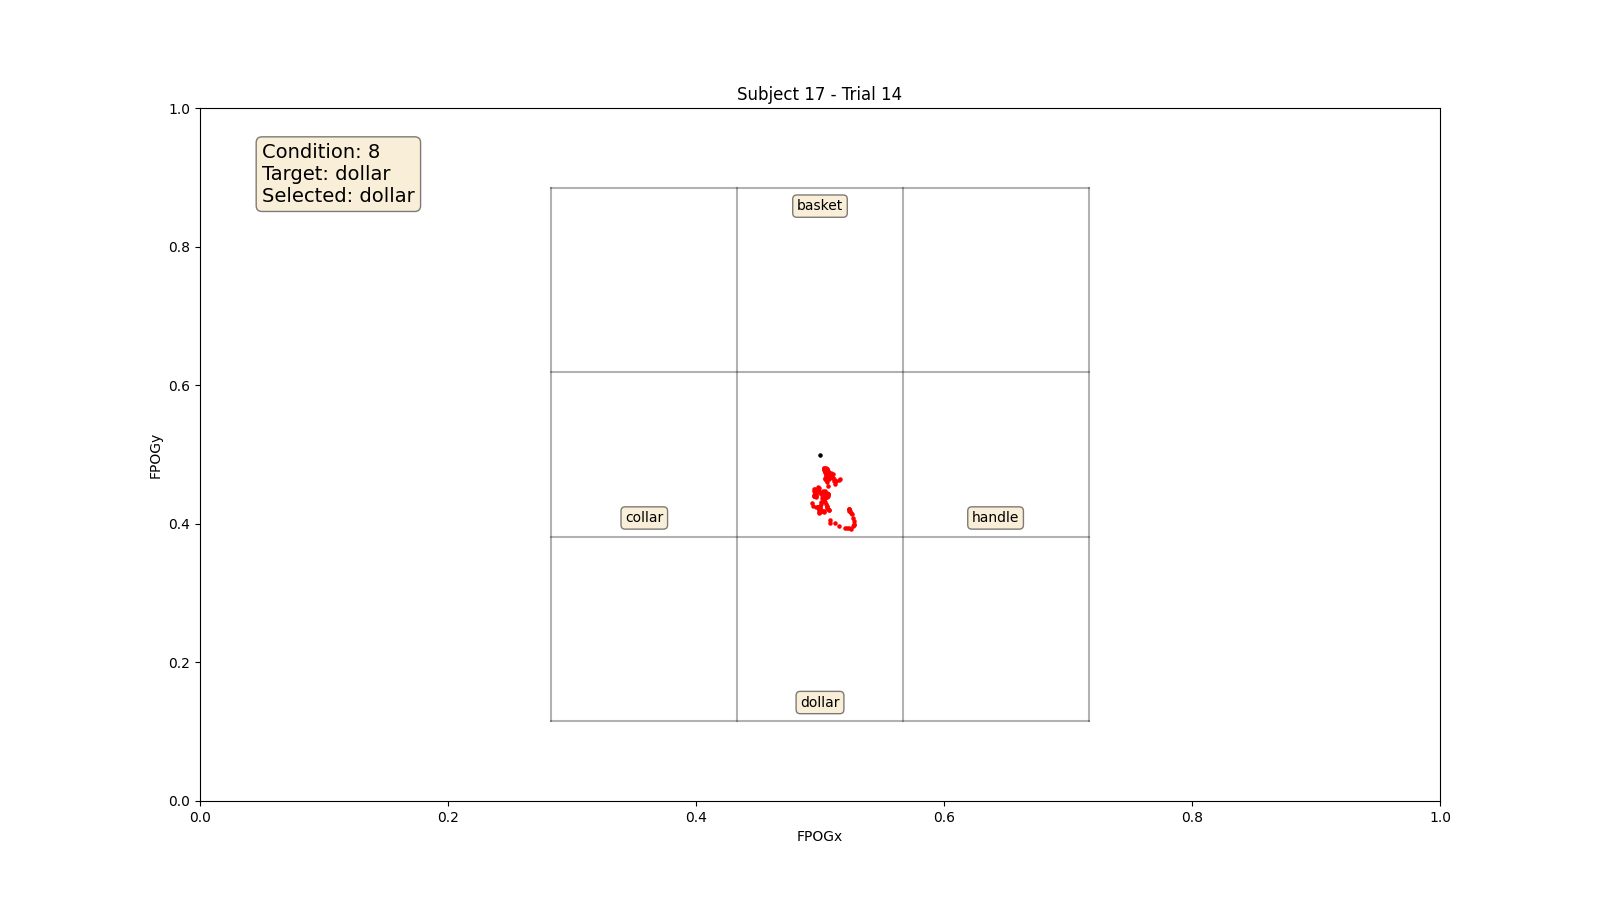 Subject 17 - Trial 14
1.0
Condition: 8
Target: dollar
Selected: dollar
basket
0.8
0.6
FPOGy
collar
handle
0.4
0.2
dollar
0.0
0.0 0.2 0.4 0.6 0.8 1.0
FPOGx